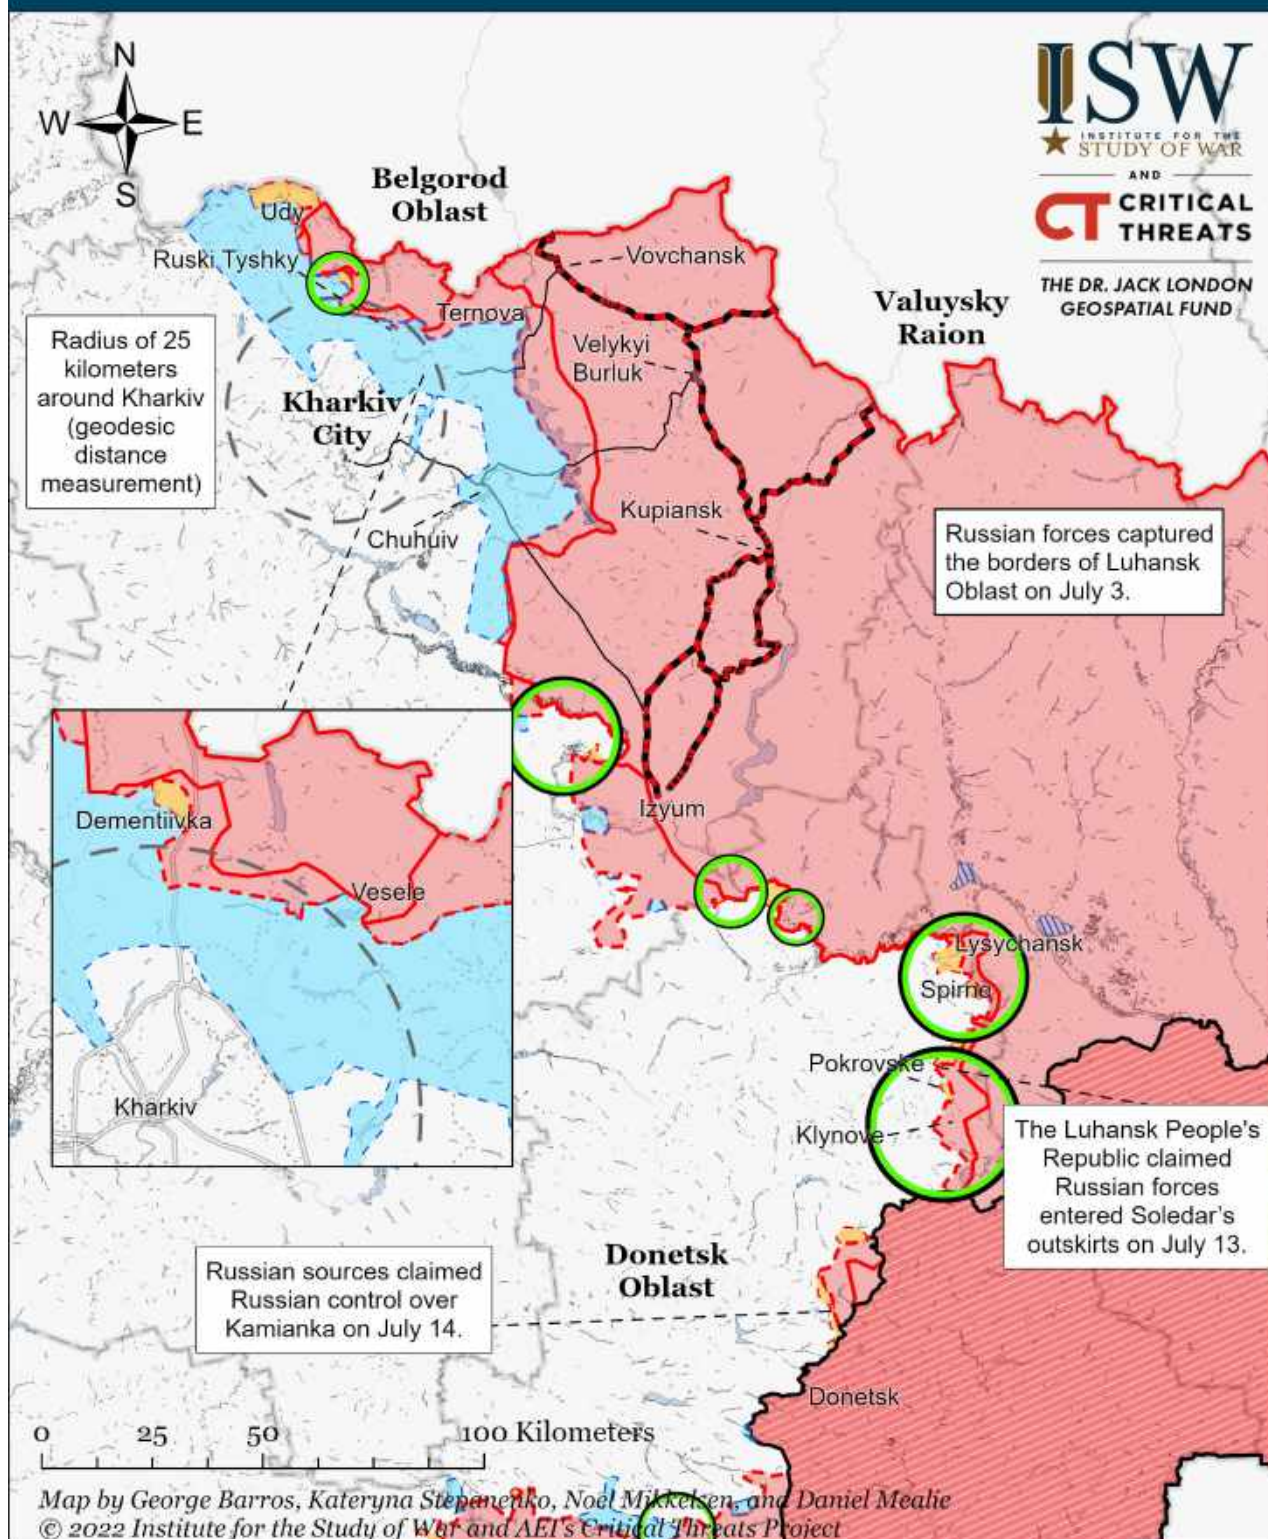 N
W
E
S
ISW
INSTITUTE FOR THE
STUDY OF WAR
AND
CT CRITICAL
THREATS
THE DR. JACK LONDON
GEOSPATIAL FUND
Belgorod
Oblast
Udy
Ruski Tyshky
Vovchansk
Ternova
Valuysky
Raion
Radius of 25
kilometers
around Kharkiv
(geodesic
distance
measurement)
Velykyi
Burluk
Kharkiv
City
Kupiansk
Chuhuiv
Russian forces captured
the borders of Luhansk
Oblast on July 3.
Izyum
Dementiivka
Vesele
Kharkiv
Lysychansk
Spirne
Pokrovske
Klynove
The Luhansk People's
Republic claimed
Russian forces
entered Soledar's
outskirts on July 13.
Donetsk
Oblast
Russian sources claimed
Russian control over
Kamianka on July 14.
Donetsk
0 25 50 100 Kilometers
Map by George Barros, Kateryna Stepanenko, Noel Mikkelsen, and Daniel Mealie
© 2022 Institute for the Study of War and AEI's Critical Threats Project